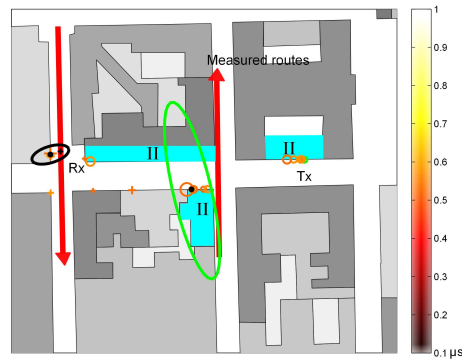 Measured routes
II
II
Rx
Tx
II
1
0.9
0.8
0.7
0.6
0.5
0.4
0.3
0.2
0.1 µs